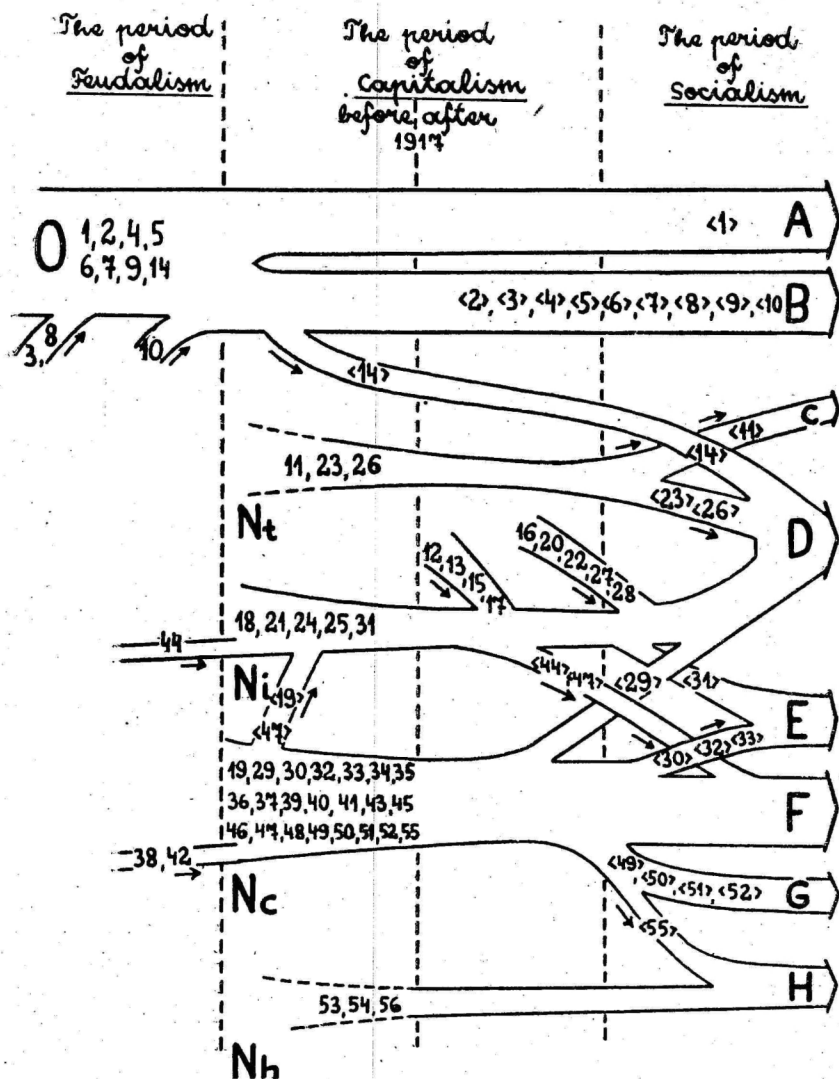 The period of Feudalism
The period of Capitalism
before after
1917
The period of Socialism
O
1,2,4,5
6,7,9,14
<1>
A
<2>, <3>, <4>, <5> <6>, <7>, <8>, <9>, <10
B
3, 8
10
<14>
<11>
C
<14>
11, 23, 26
<23> <26>
Nt
D
12, 13, 15, 17
16, 20, 22, 27, 28
18, 21, 24, 25, 31
44
Ni
<19>
<47>
<44> <47>
<29>
<31>
E
<30> <32> <33>
19,29,30,32,33,34,35
36,37,39,40, 41,43,45
46,47,48,49,50,51,52,55
F
38,42
Nc
<49>, <50>, <51>, <52>
G
<55>
53, 54, 56
H
Nh